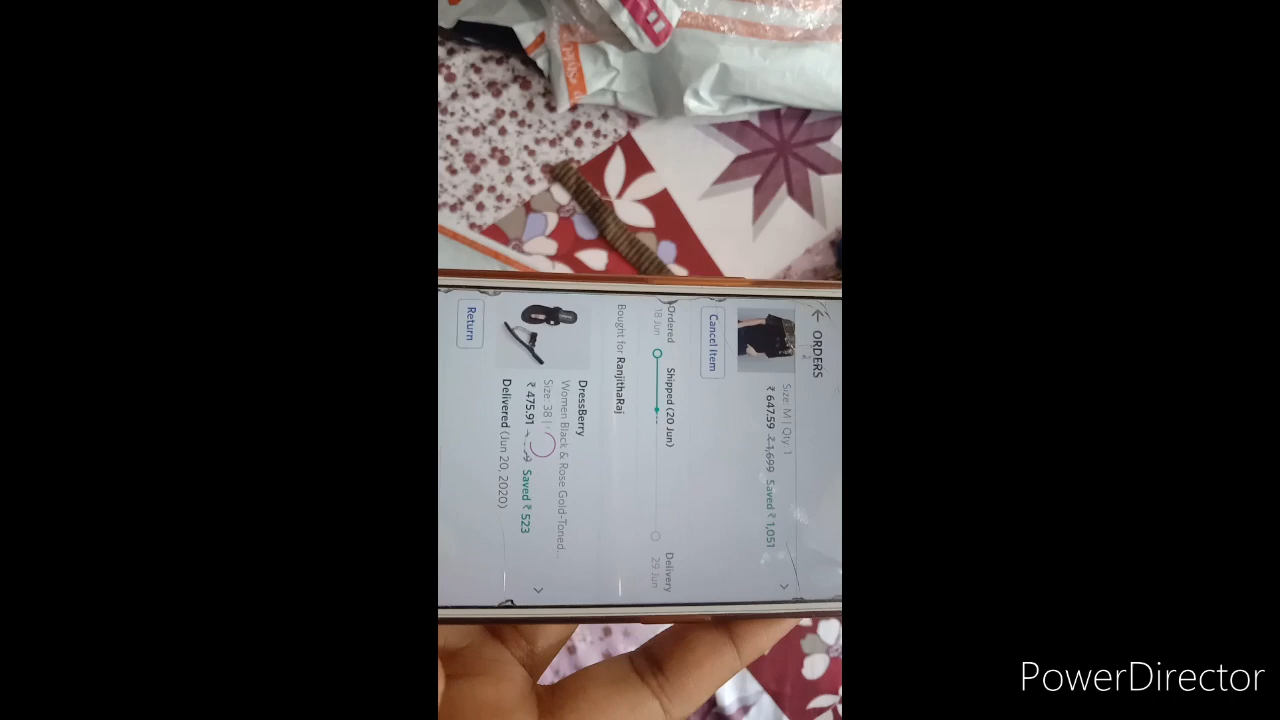 ORDERS
Size: M | Qty: 1
₹ 647.59 ₹ 1,699 Saved ₹ 1,051
Cancel Item
Ordered Shipped (20 Jun) Delivery
18 Jun 29 Jun
Bought for RanjithaRaj
DressBerry
Women Black & Rose Gold-Toned...
Size: 38 |
₹ 475.91 Saved ₹ 523
Delivered (Jun 20, 2020)
Return
PowerDirector